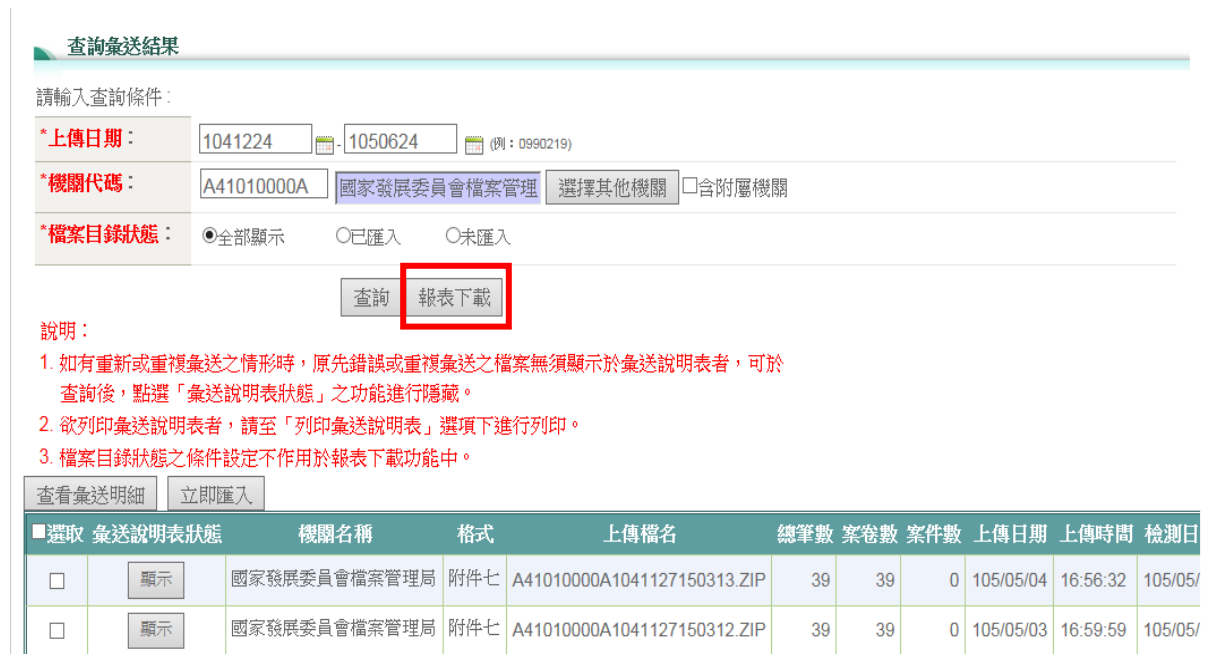 查詢彙送結果
請輸入查詢條件:
*上傳日期： 1041224 - 1050624 (例：0990219)
*機關代碼： A41010000A 國家發展委員會檔案管理 選擇其他機關 含附屬機關
*檔案目錄狀態： 全部顯示 已匯入 未匯入
查詢 報表下載
說明：
1. 如有重新或重複彙送之情形時，原先錯誤或重複彙送之檔案無須顯示於彙送說明表者，可於
查詢後，點選「彙送說明表狀態」之功能進行隱藏。
2. 欲列印彙送說明表者，請至「列印彙送說明表」選項下進行列印。
3. 檔案目錄狀態之條件設定不作用於報表下載功能中。
查看彙送明細 立即匯入
選取 彙送說明表狀態 機關名稱 格式 上傳檔名 總筆數 案卷數 案件數 上傳日期 上傳時間 檢測日
顯示 國家發展委員會檔案管理局 附件七 A41010000A1041127150313.ZIP 39 39 0 105/05/04 16:56:32 105/05/
顯示 國家發展委員會檔案管理局 附件七 A41010000A1041127150312.ZIP 39 39 0 105/05/03 16:59:59 105/05/